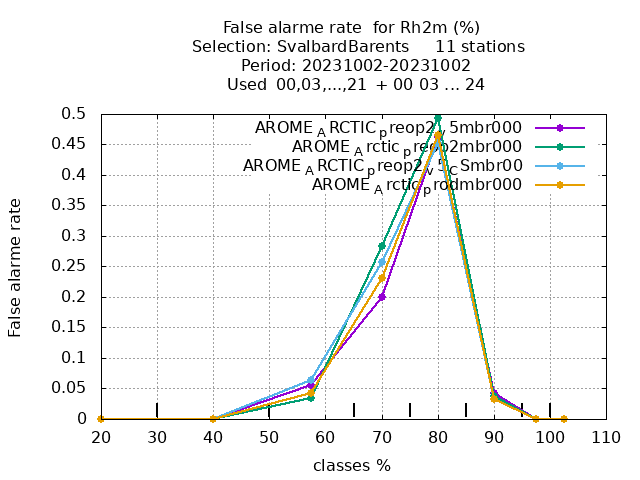 False alarme rate for Rh2m (%)
Selection: SvalbardBarents 11 stations
Period: 20231002-20231002
Used 00,03,...,21 + 00 03 ... 24
AROME_ARCTIC_preop2_v5mbr000
AROME_Arctic_preop2mbr000
AROME_ARCTIC_preop2_v5_CSmbr00
AROME_Arctic_prodmbr000
0.5
0.45
0.4
0.35
0.3
0.25
0.2
0.15
0.1
0.05
0
False alarme rate
20 30 40 50 60 70 80 90 100 110
classes %